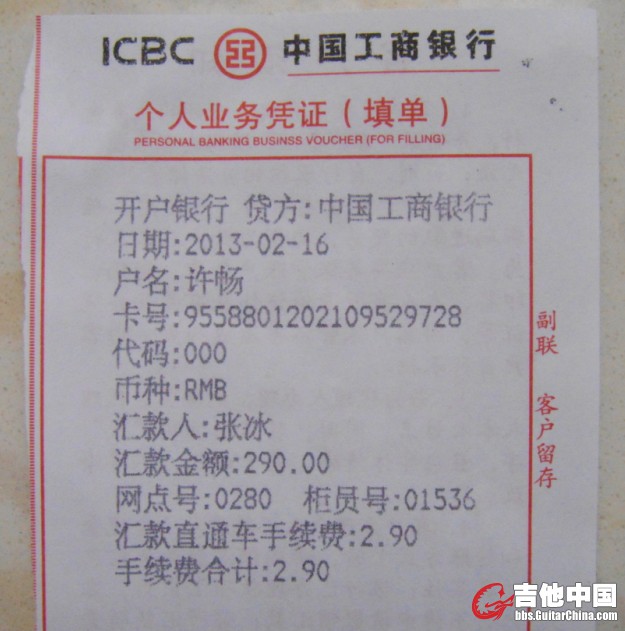 ICBC 中国工商银行
个人业务凭证（填单）
PERSONAL BANKING BUSINSS VOUCHER (FOR FILLING)
开户银行 贷方:中国工商银行
日期:2013-02-16
户名:许畅
卡号:9558801202109529728
代码:000
币种:RMB
汇款人:张冰
汇款金额:290.00
网点号:0280 柜员号:01536
汇款直通车手续费:2.90
手续费合计:2.90
副联 客户留存
吉他中国
bbs.GuitarChina.com